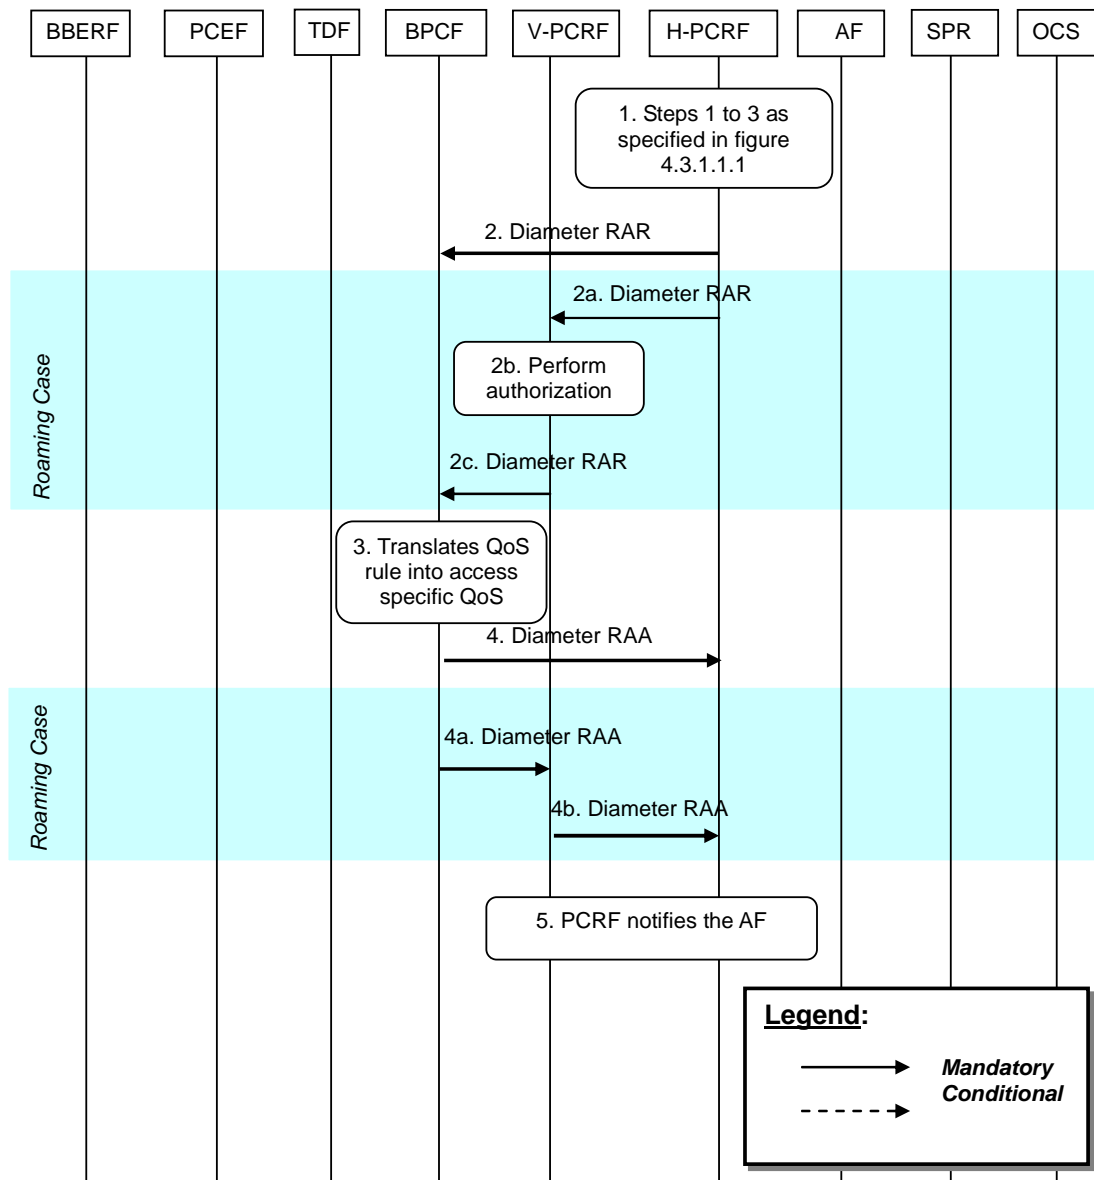 BBERF
PCEF
TDF
BPCF
V-PCRF
H-PCRF
AF
SPR
OCS
1. Steps 1 to 3 as
specified in figure
4.3.1.1.1
2. Diameter RAR
2a. Diameter RAR
2b. Perform
authorization
2c. Diameter RAR
Roaming Case
3. Translates QoS
rule into access
specific QoS
4. Diameter RAA
4a. Diameter RAA
4b. Diameter RAA
Roaming Case
5. PCRF notifies the AF
Legend:
Mandatory
Conditional